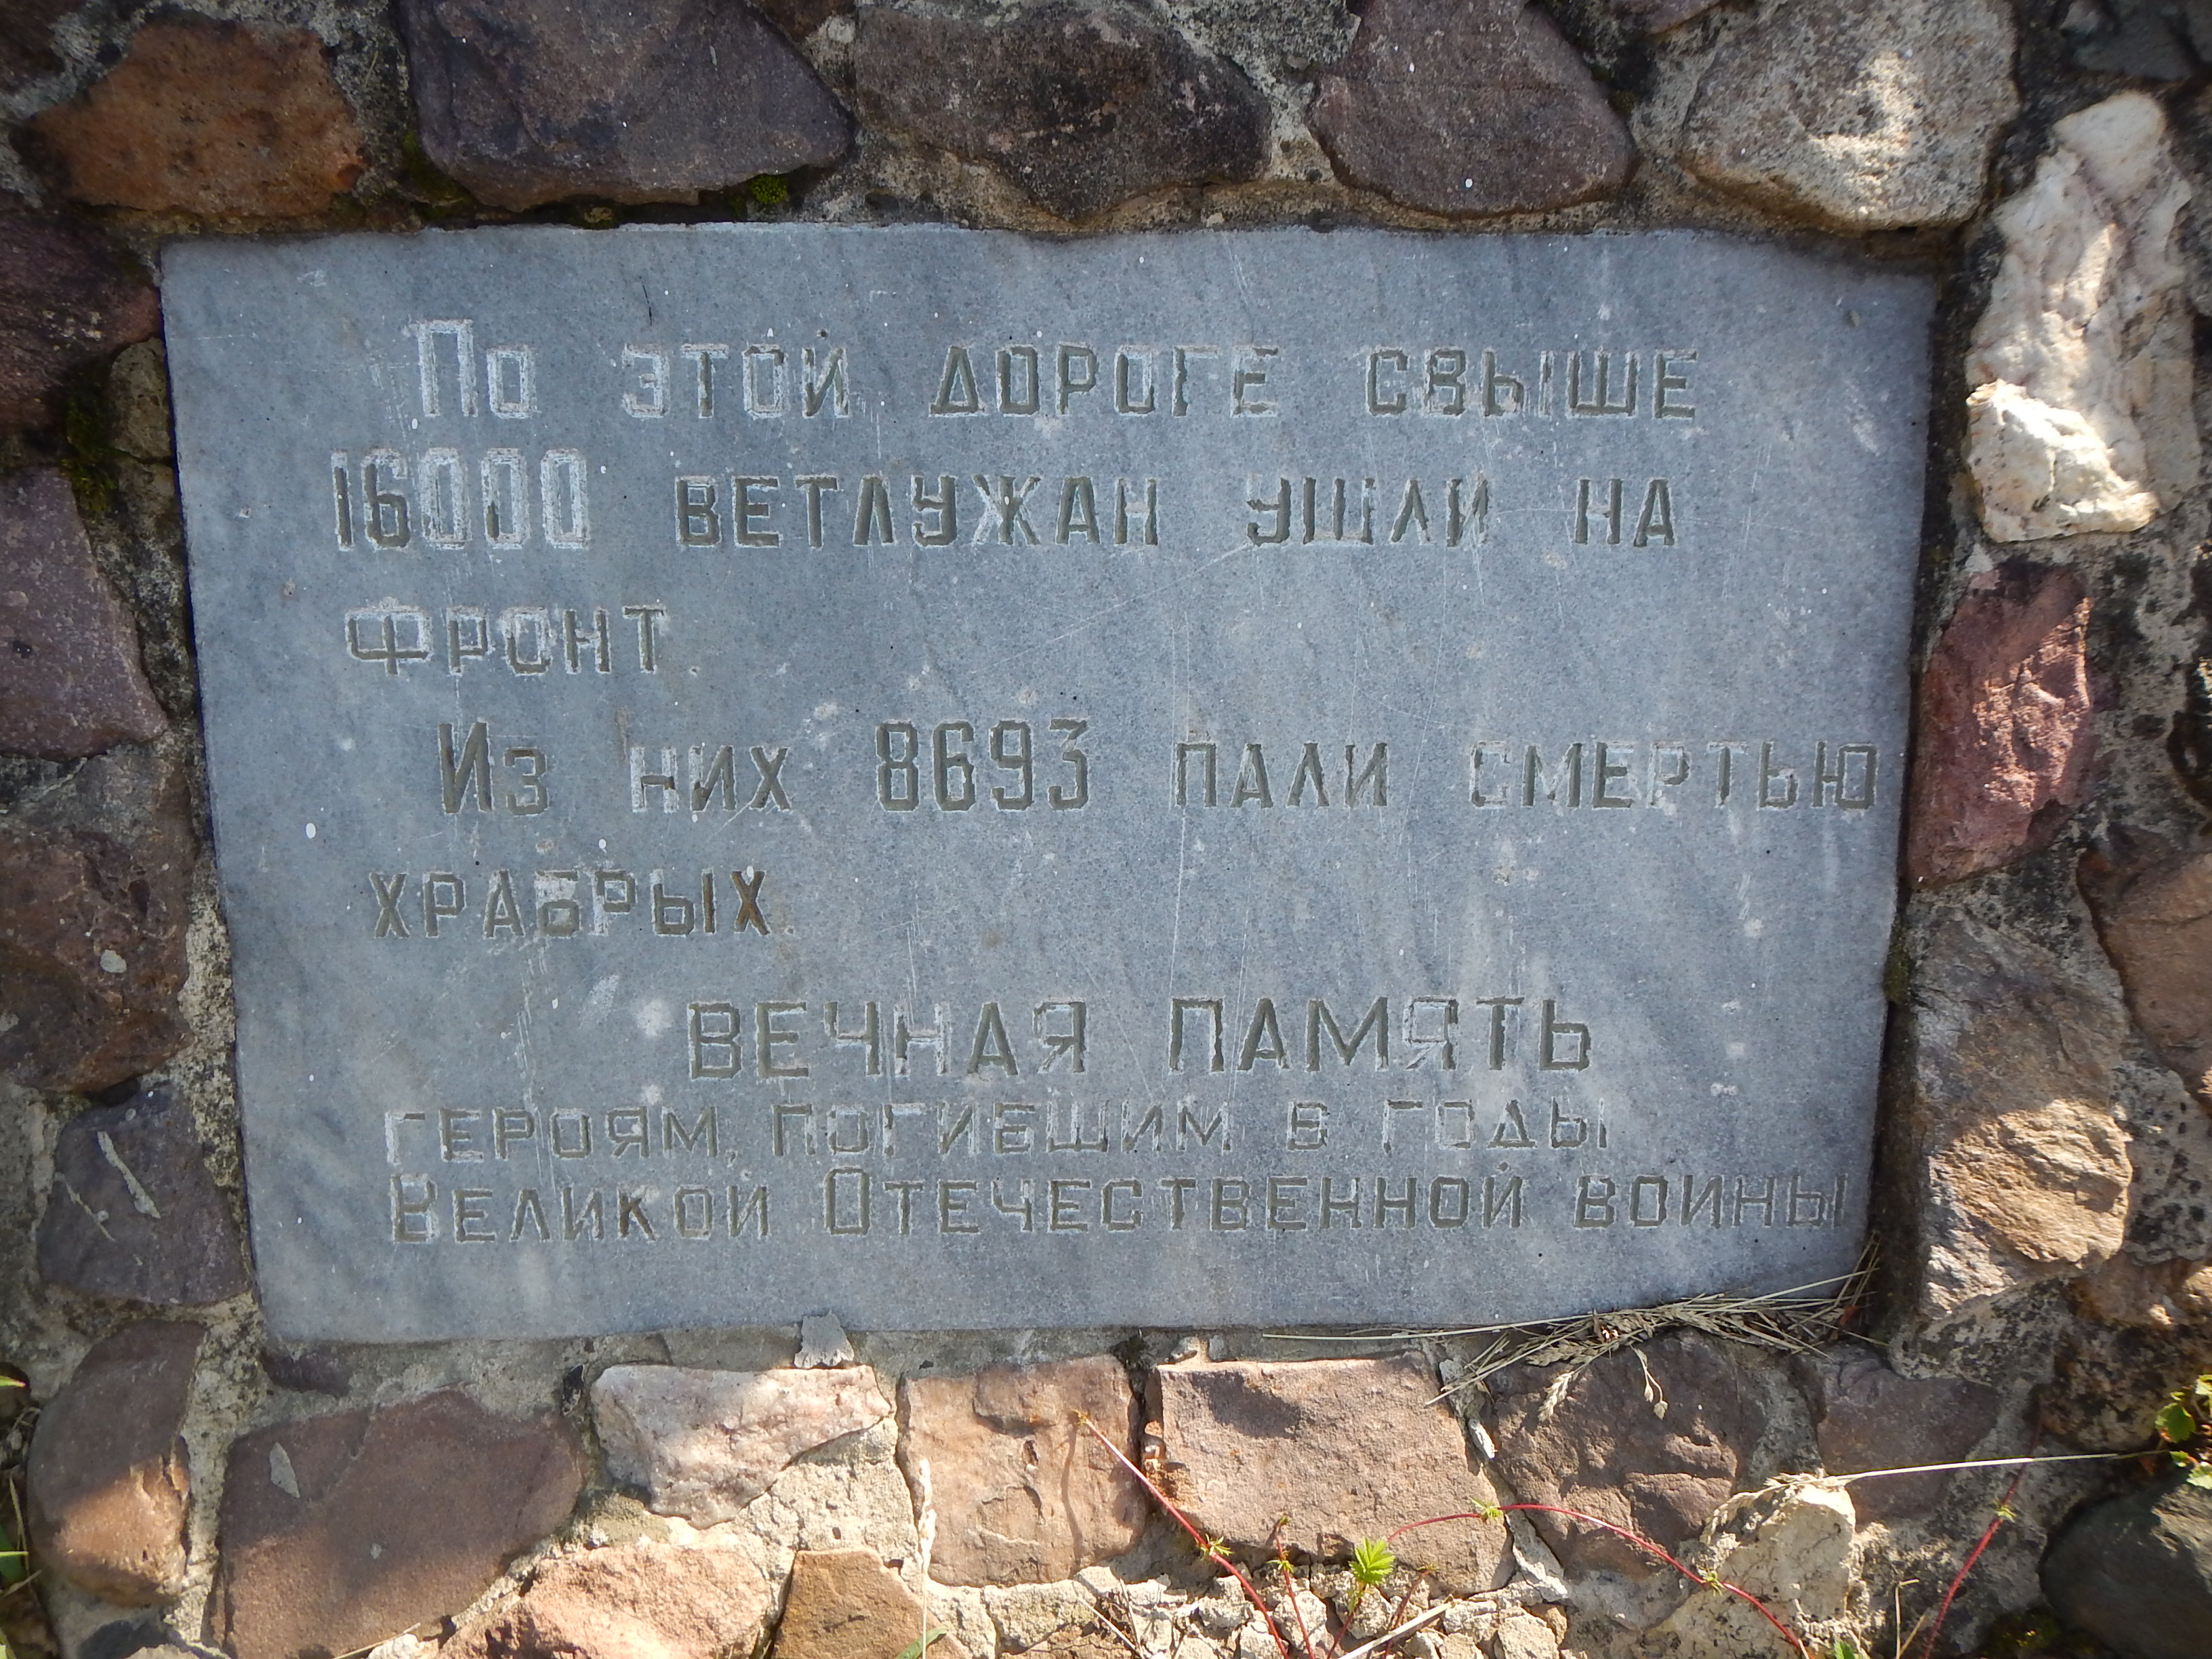 По этой дороге свыше
16000 ветлужан ушли на
фронт.
Из них 8693 пали смертью
храбрых.
ВЕЧНАЯ ПАМЯТЬ
героям, погибшим в годы
Великой Отечественной войны